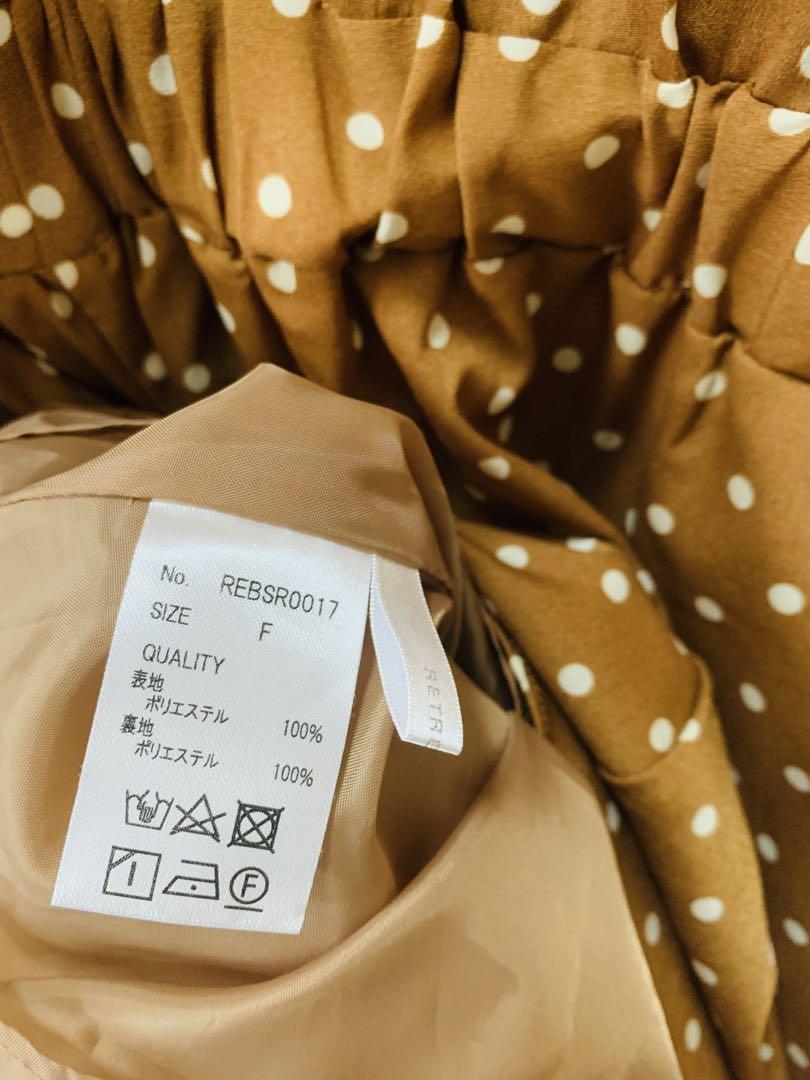 No. REBSR0017
SIZE F
QUALITY
表地
ポリエステル 100%
裏地
ポリエステル 100%
F
RETR